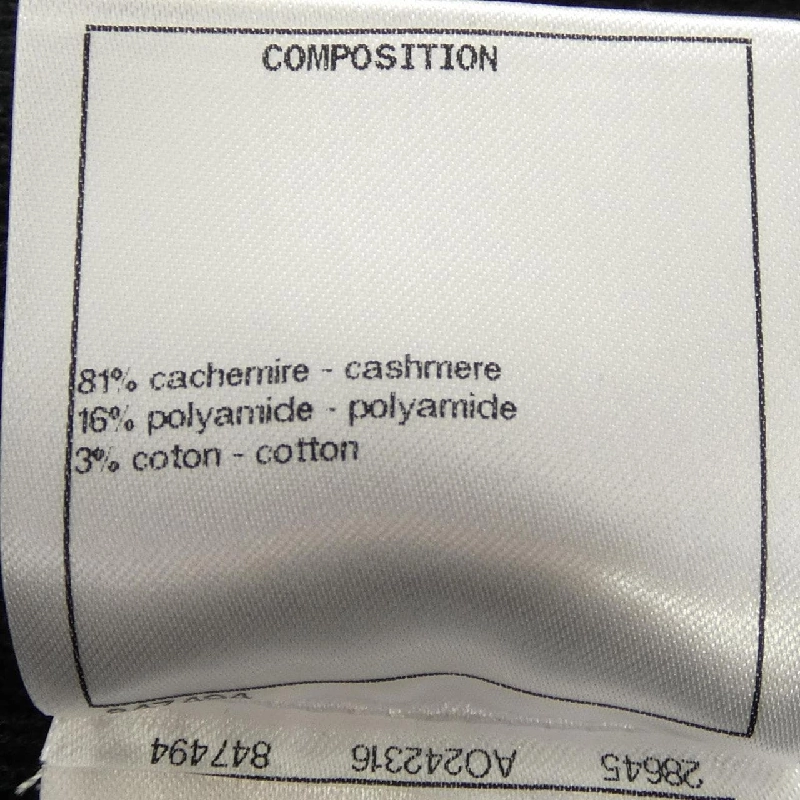 COMPOSITION
81% cachemire - cashmere
16% polyamide - polyamide
3% coton - cotton
28645 AO242316 847494